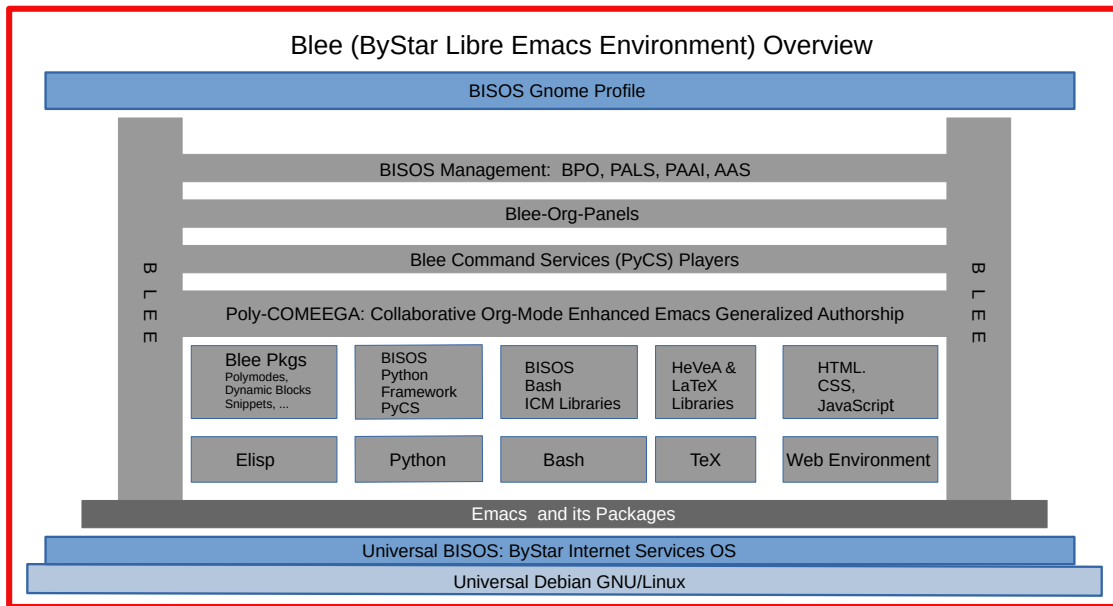 Blee (ByStar Libre Emacs Environment) Overview
BISOS Gnome Profile
BISOS Management:  BPO, PALS, PAAI, AAS
Blee-Org-Panels
Blee Command Services (PyCS) Players
B
L
E
E
B
L
E
E
Poly-COMEEGA: Collaborative Org-Mode Enhanced Emacs Generalized Authorship
Blee Pkgs
Polymodes,
Dynamic Blocks
Snippets, ...
BISOS
Python
Framework
PyCS
BISOS
Bash
ICM Libraries
HeVeA &
LaTeX
Libraries
HTML.
CSS,
JavaScript
Elisp
Python
Bash
TeX
Web Environment
Emacs  and its Packages
Universal BISOS: ByStar Internet Services OS
Universal Debian GNU/Linux